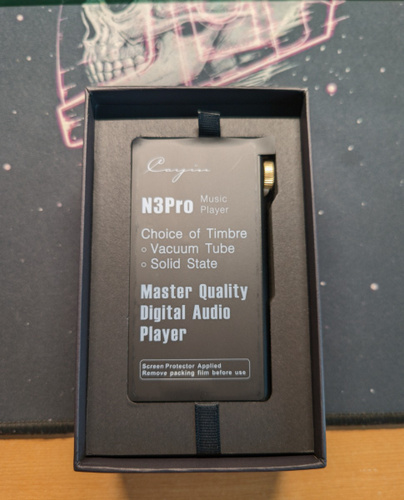 Cayin
N3Pro Music
Player
Choice of Timbre
◦ Vacuum Tube
◦ Solid State
Master Quality
Digital Audio
Player
Screen Protector Applied
Remove packing film before use